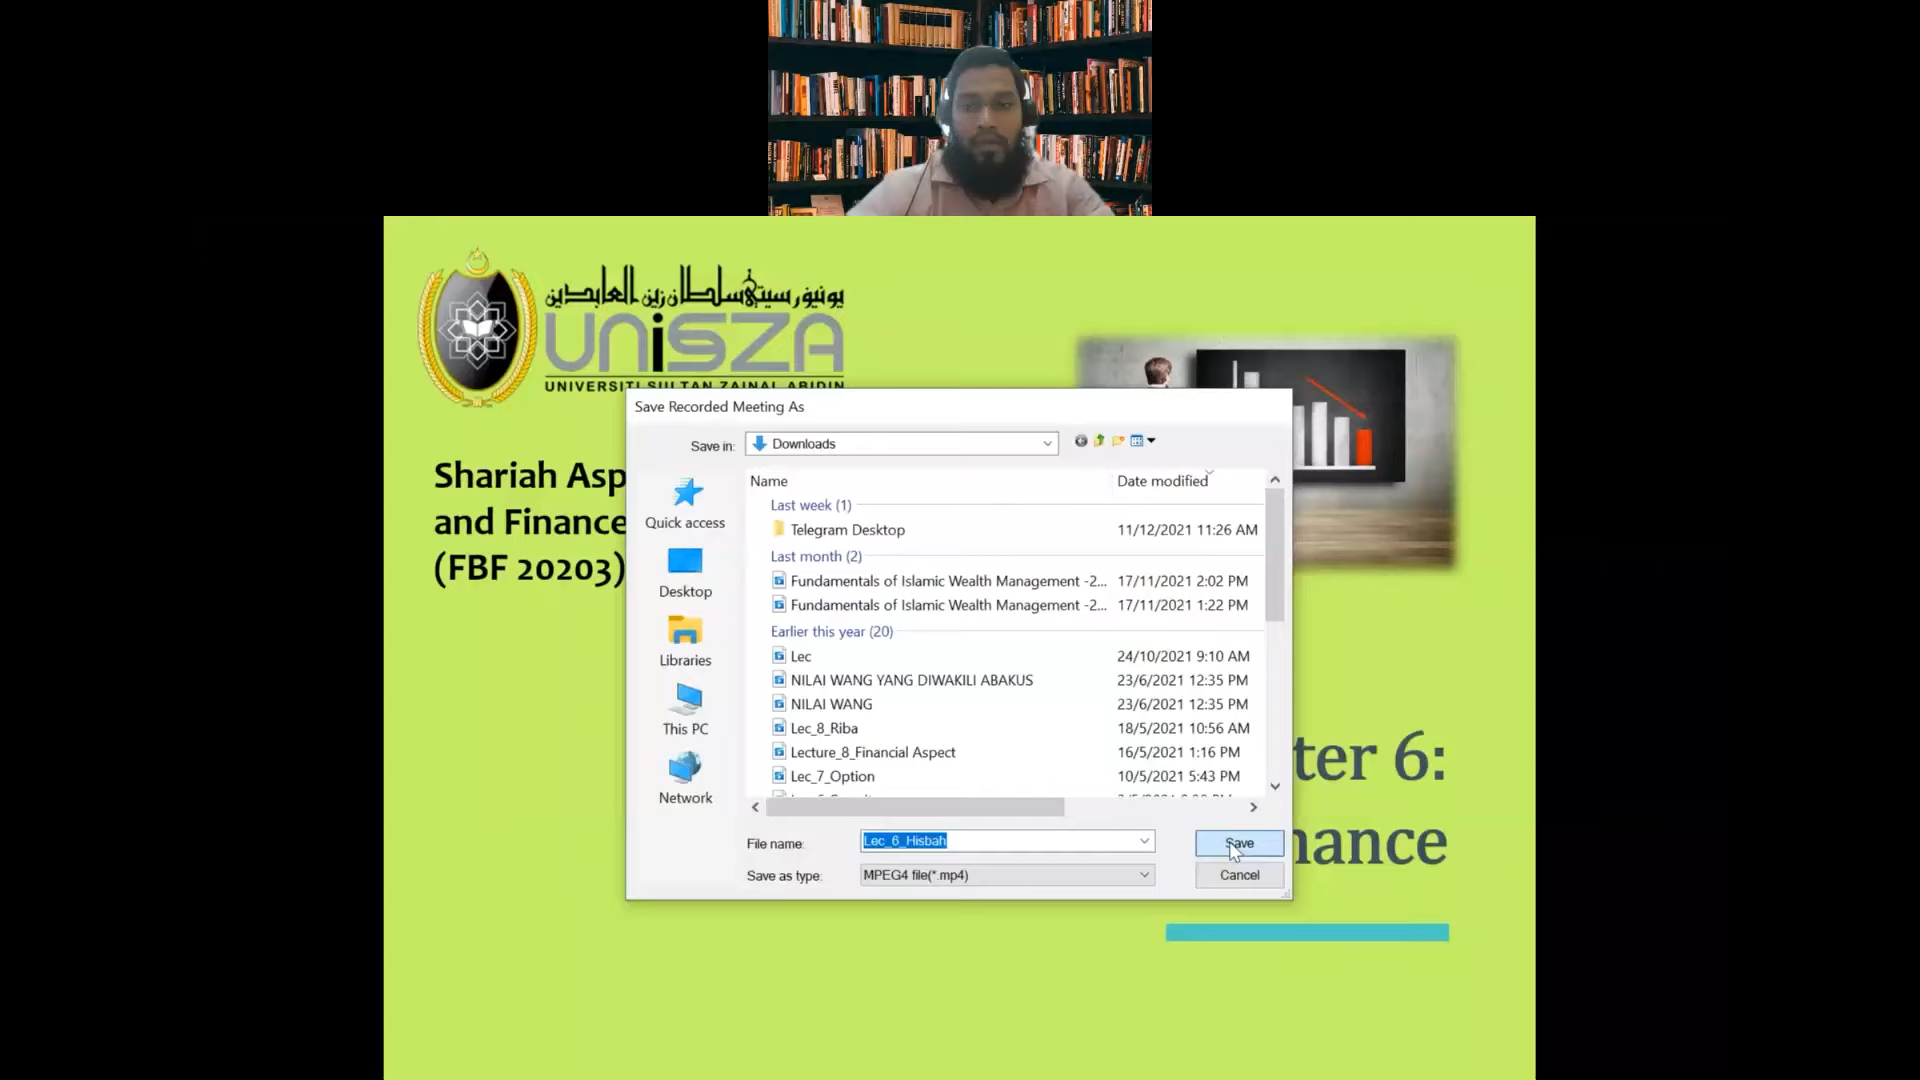 يونيۏرسيتي سلطان زين العابدين
UNiSZA
UNIVERSITI SULTAN ZAINAL ABIDIN
Shariah Asp
and Finance
(FBF 20203)
ter 6:
nance
Save Recorded Meeting As
Save in:
Downloads
Name
Date modified
Last week (1)
Telegram Desktop
11/12/2021 11:26 AM
Last month (2)
Fundamentals of Islamic Wealth Management -2...
17/11/2021 2:02 PM
Fundamentals of Islamic Wealth Management -2...
17/11/2021 1:22 PM
Earlier this year (20)
Lec
24/10/2021 9:10 AM
NILAI WANG YANG DIWAKILI ABAKUS
23/6/2021 12:35 PM
NILAI WANG
23/6/2021 12:35 PM
Lec_8_Riba
18/5/2021 10:56 AM
Lecture_8_Financial Aspect
16/5/2021 1:16 PM
Lec_7_Option
10/5/2021 5:43 PM
Quick access
Desktop
Libraries
This PC
Network
File name:
Lec_6_Hisbah
Save
Save as type:
MPEG4 file(*.mp4)
Cancel